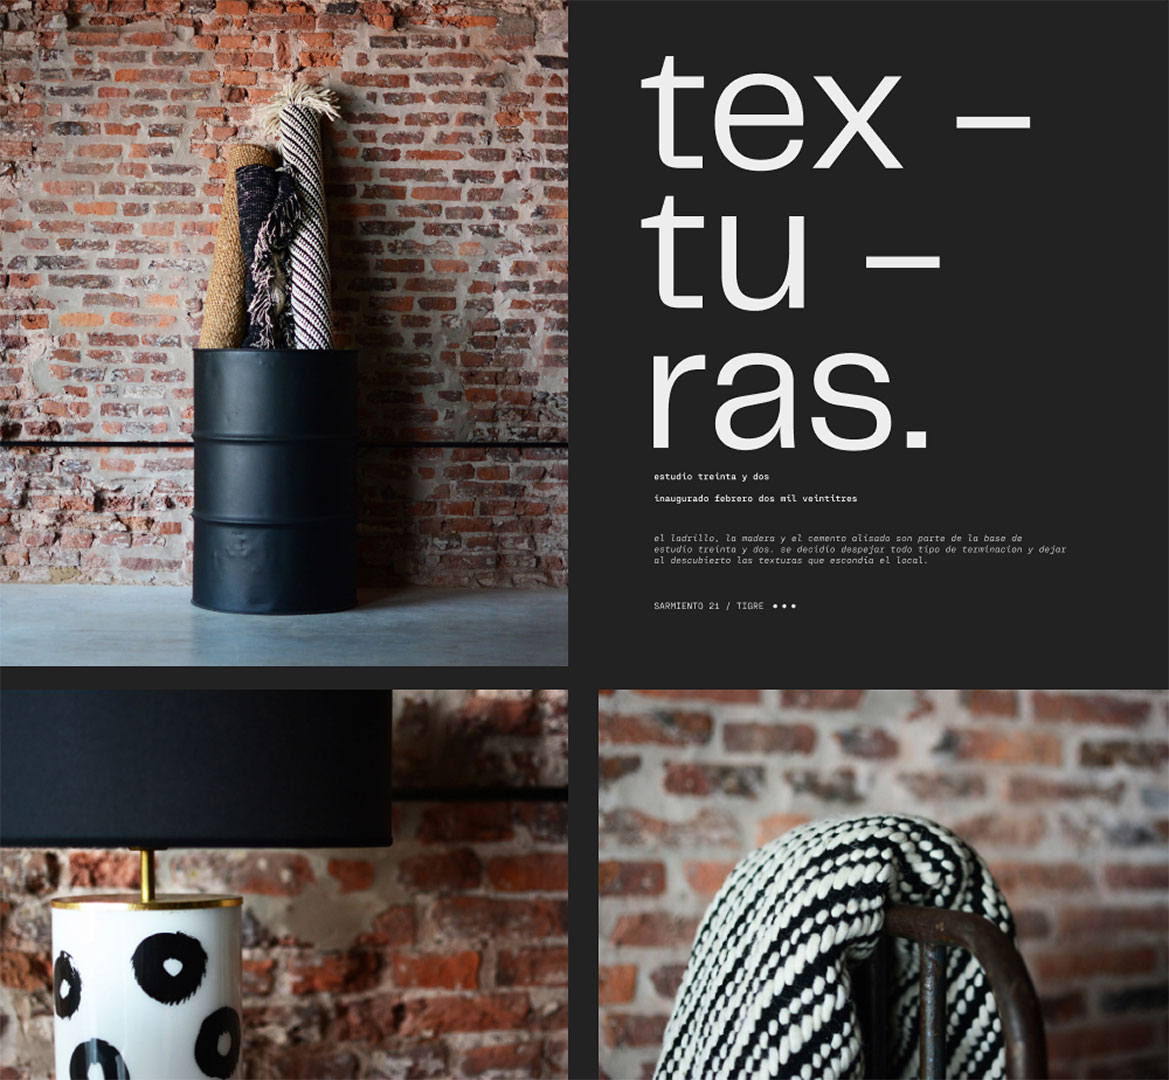 tex –
tu –
ras.
estudio treinta y dos
inaugurado febrero dos mil veintitres
el ladrillo, la madera y el cemento alisado son parte de la base de
estudio treinta y dos. se decidio despejar todo tipo de terminacion y dejar
al descubierto las texturas que escondia el local.
SARMIENTO 21 / TIGRE •••